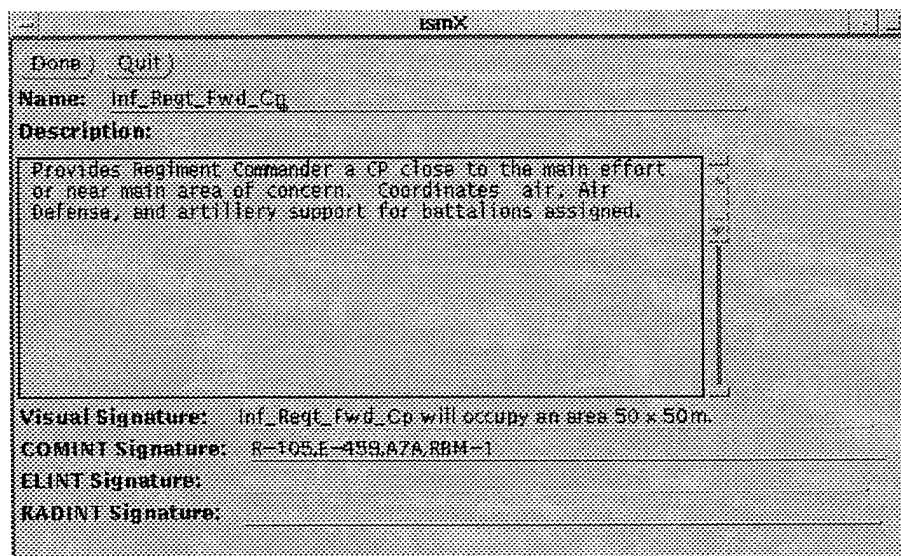 ismX
Done Quit
Name: Inf_Regt_Fwd_Cp
Description:
Provides Regiment Commander a CP close to the main effort
or near main area of concern. Coordinates air, Air
Defense, and artillery support for battalions assigned.
Visual Signature: Inf_Regt_Fwd_Cp will occupy an area 50 x 50m.
COMINT Signature: R-105,E-459,A7A,RBM-1
ELINT Signature:
RADINT Signature: